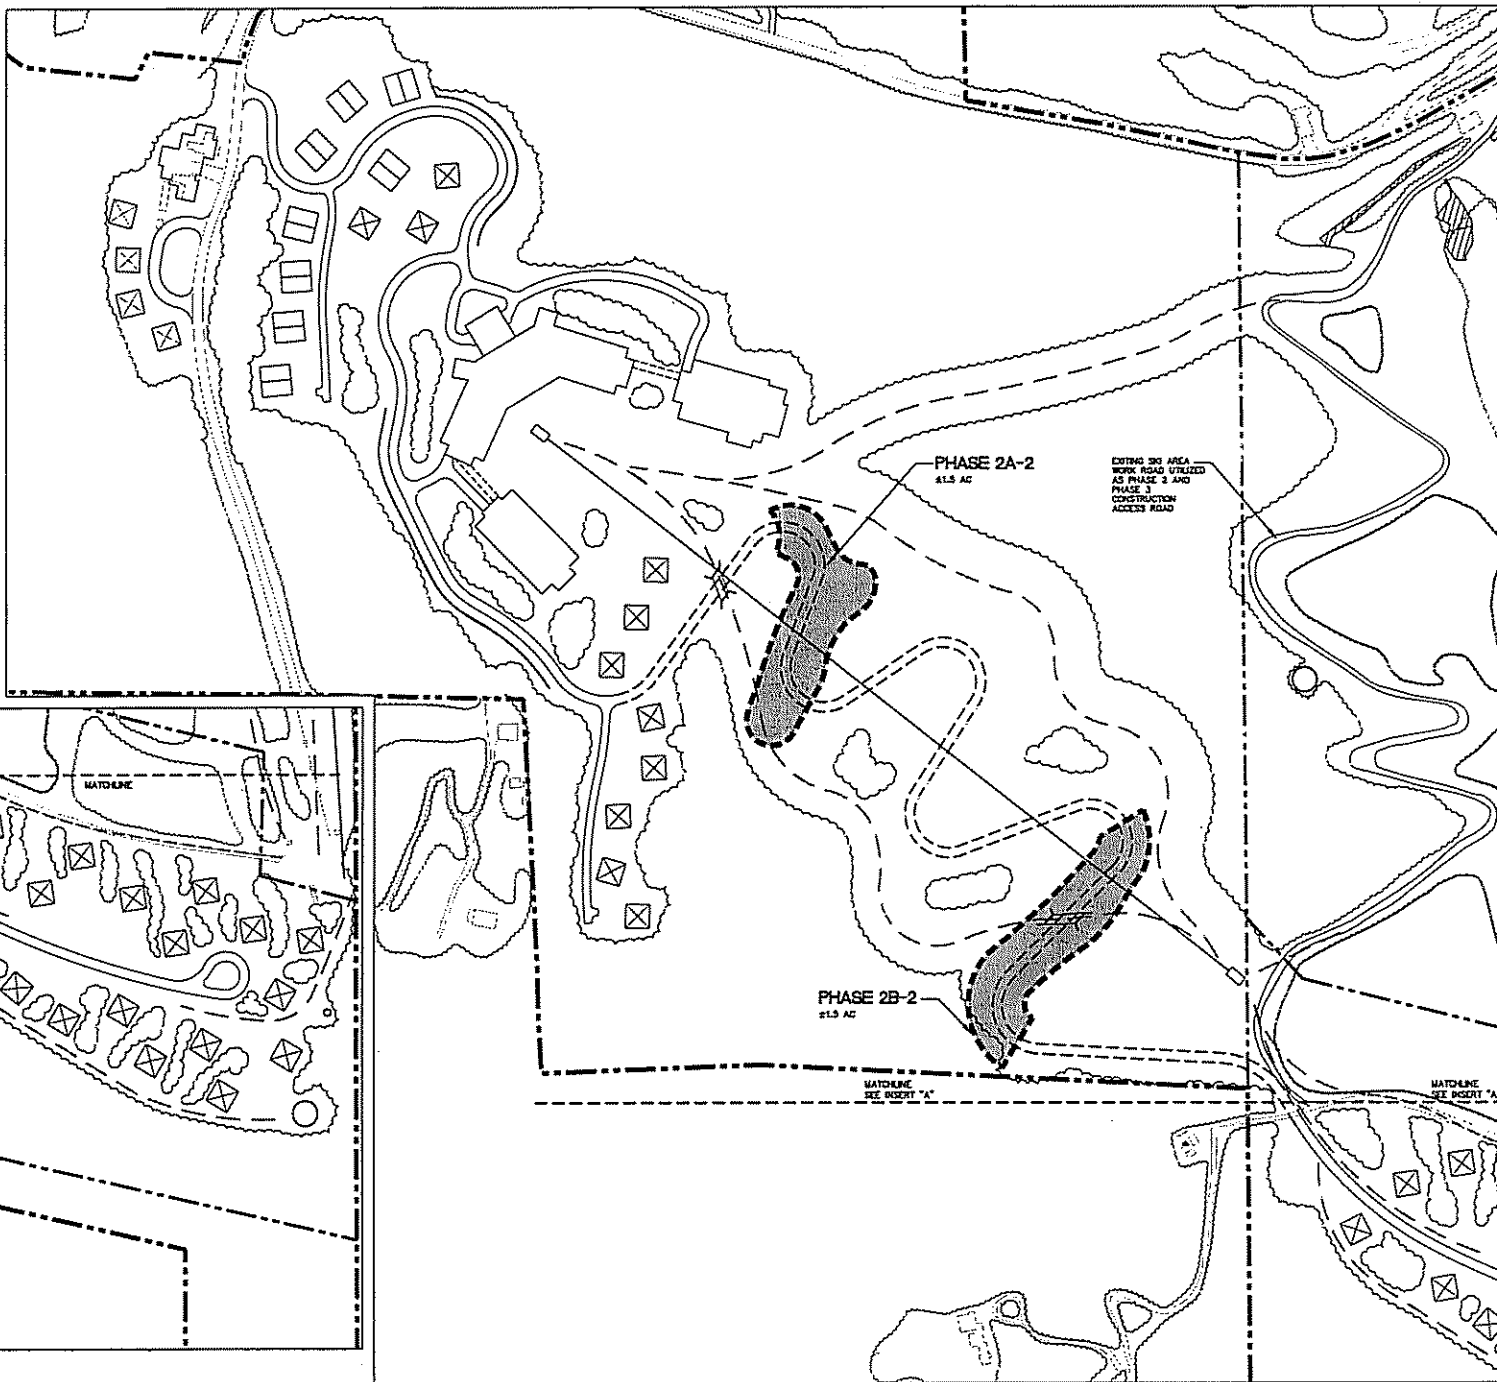 PHASE 2A-2
±1.5 AC
EXITING SKI AREA
WORK ROAD UTILIZED
AS PHASE 2 AND
PHASE 3
CONSTRUCTION
ACCESS ROAD
MATCHLINE
PHASE 2B-2
±1.5 AC
MATCHLINE
SEE INSERT "A"
MATCHLINE
SEE INSERT "A